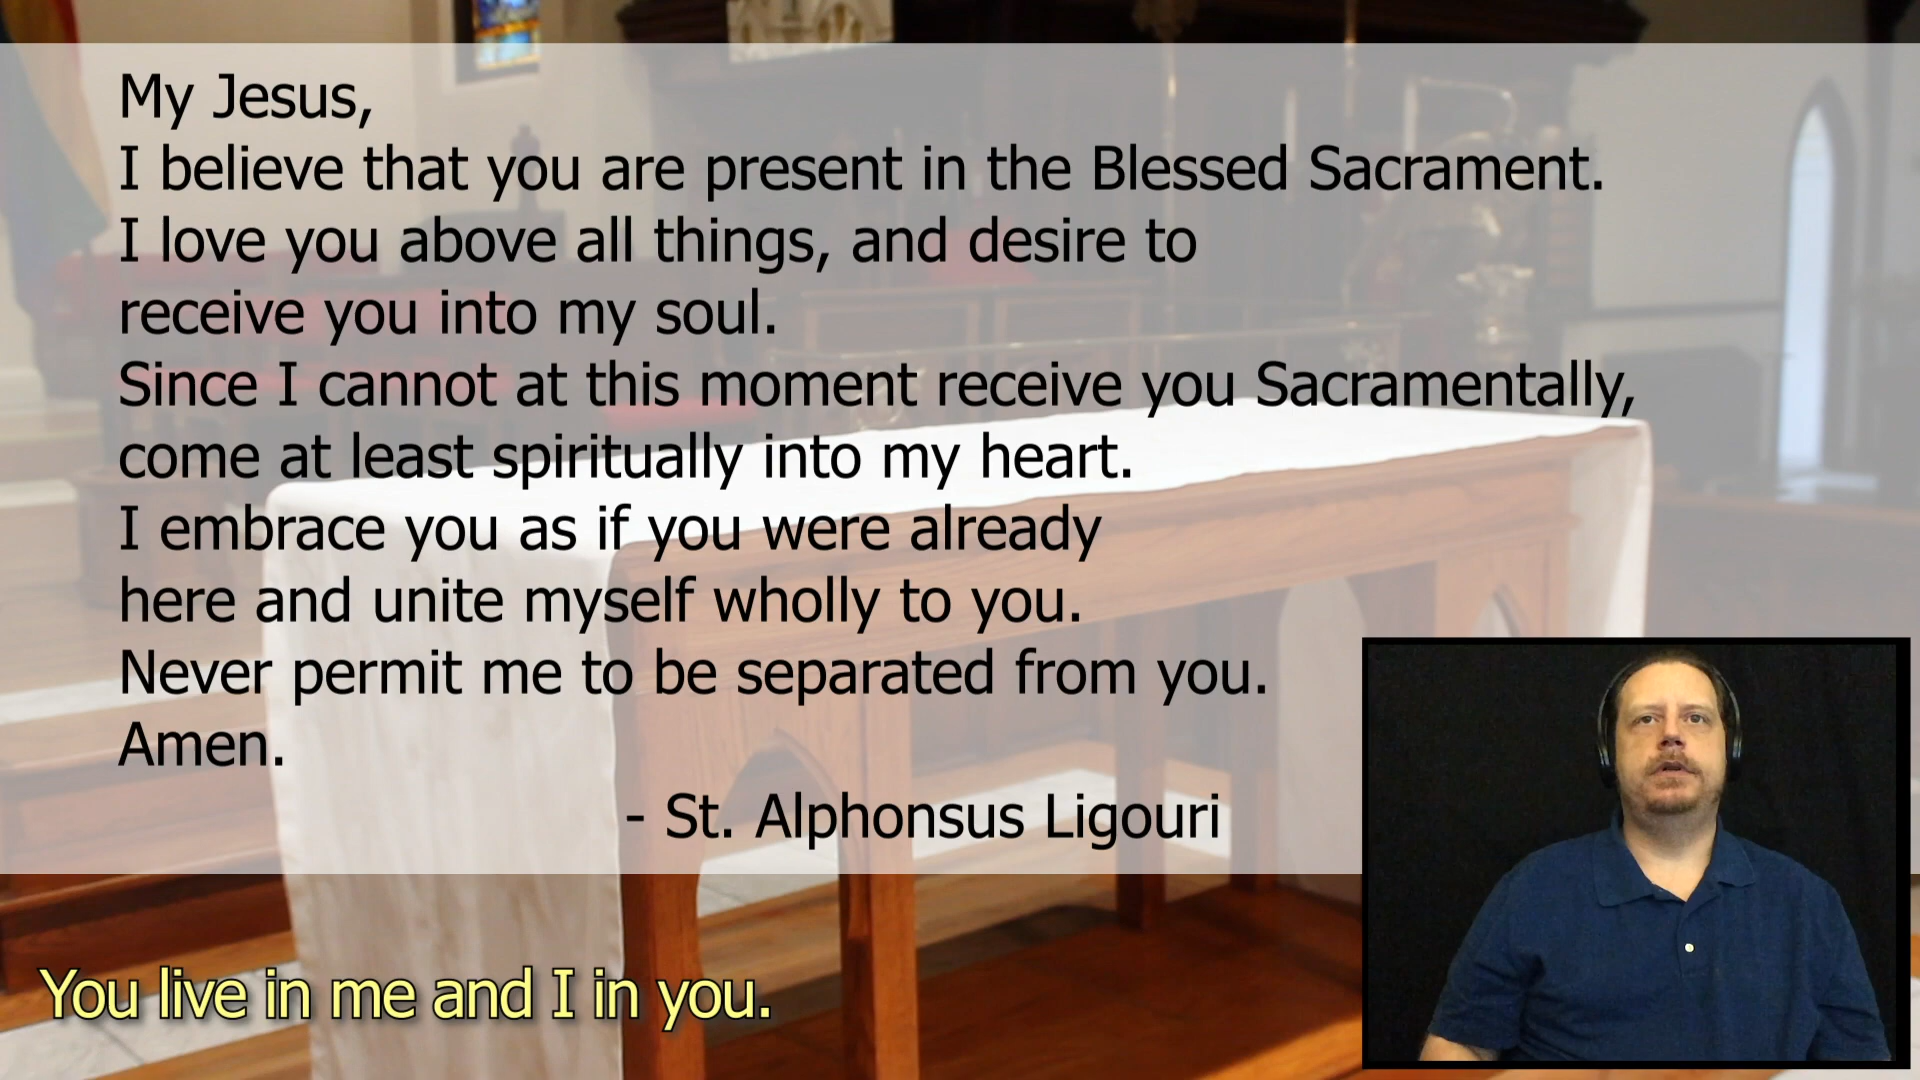 My Jesus,
I believe that you are present in the Blessed Sacrament.
I love you above all things, and desire to
receive you into my soul.
Since I cannot at this moment receive you Sacramentally,
come at least spiritually into my heart.
I embrace you as if you were already
here and unite myself wholly to you.
Never permit me to be separated from you.
Amen.
- St. Alphonsus Ligouri
You live in me and I in you.